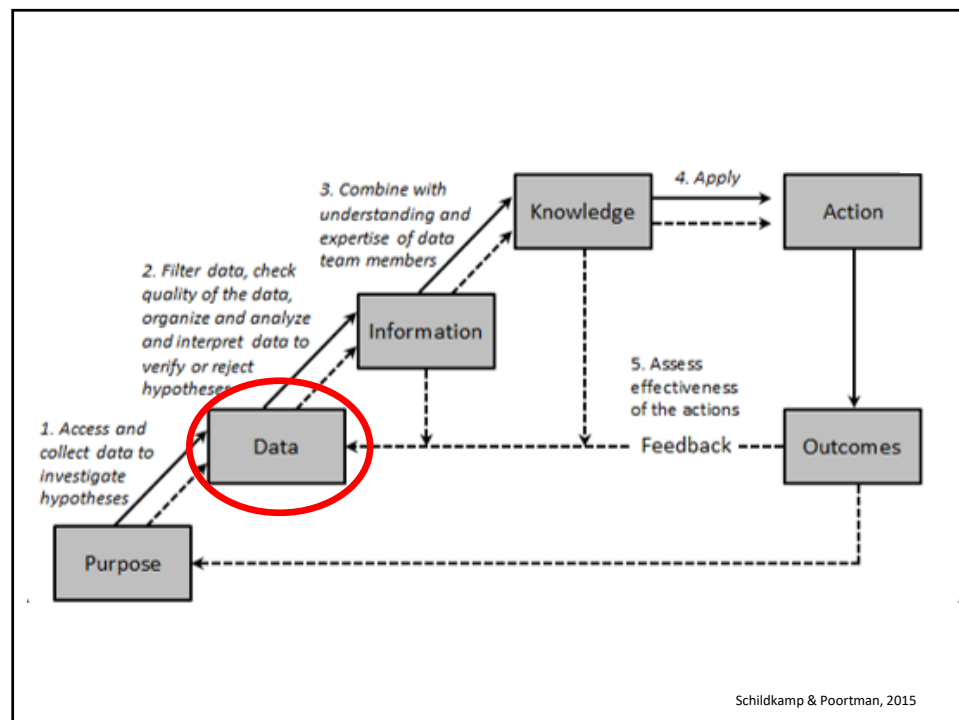 3. Combine with
understanding and
expertise of data
team members
Knowledge
4. Apply
Action
2. Filter data, check
quality of the data,
organize and analyze
and interpret data to
verify or reject
hypotheses
Information
5. Assess
effectiveness
of the actions
1. Access and
collect data to
investigate
hypotheses
Data
Feedback
Outcomes
Purpose
Schildkamp & Poortman, 2015